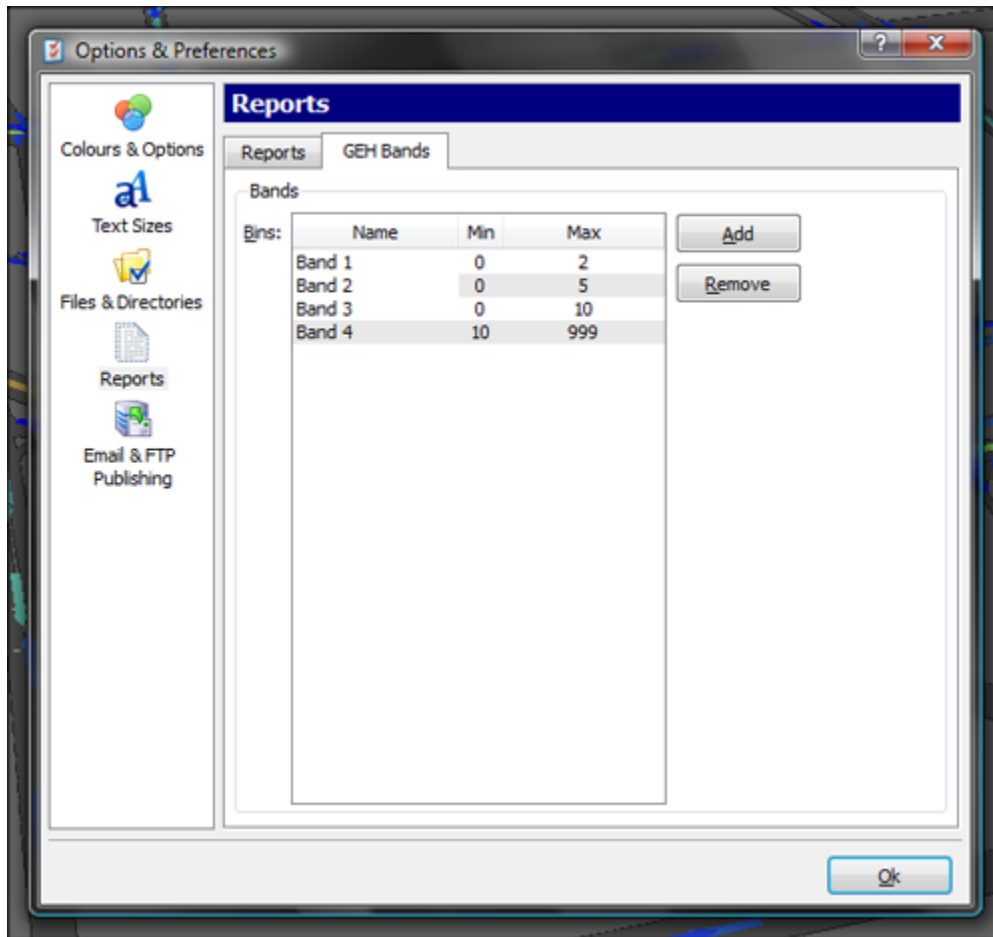 Options & Preferences
?
X
Colours & Options
Text Sizes
Files & Directories
Reports
Email & FTP
Publishing
Reports
Reports GEH Bands
Bands
Bins:
Name Min Max
Band 1 0 2
Band 2 0 5
Band 3 0 10
Band 4 10 999
Add
Remove
Ok